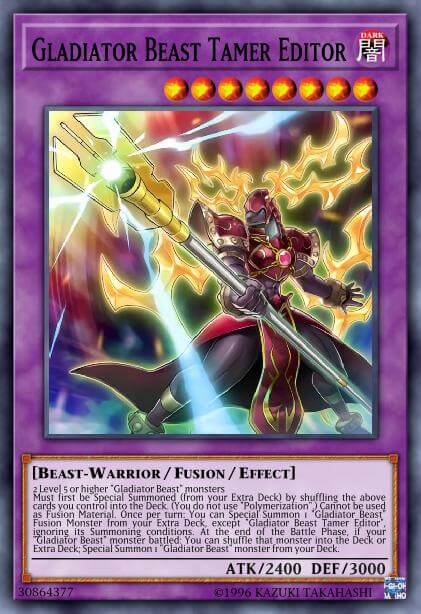 GLADIATOR BEAST TAMER EDITOR
DARK
闇
[BEAST-WARRIOR / FUSION / EFFECT]
2 Level 5 or higher "Gladiator Beast" monsters
Must first be Special Summoned (from your Extra Deck) by shuffling the above
cards you control into the Deck. (You do not use "Polymerization".) Cannot be used
as Fusion Material. Once per turn: You can Special Summon 1 "Gladiator Beast"
Fusion Monster from your Extra Deck, except "Gladiator Beast Tamer Editor",
ignoring its Summoning conditions. At the end of the Battle Phase, if your
"Gladiator Beast" monster battled: You can shuffle that monster into the Deck or
Extra Deck; Special Summon 1 "Gladiator Beast" monster from your Deck.
ATK/2400 DEF/3000
30864377
©1996 KAZUKI TAKAHASHI